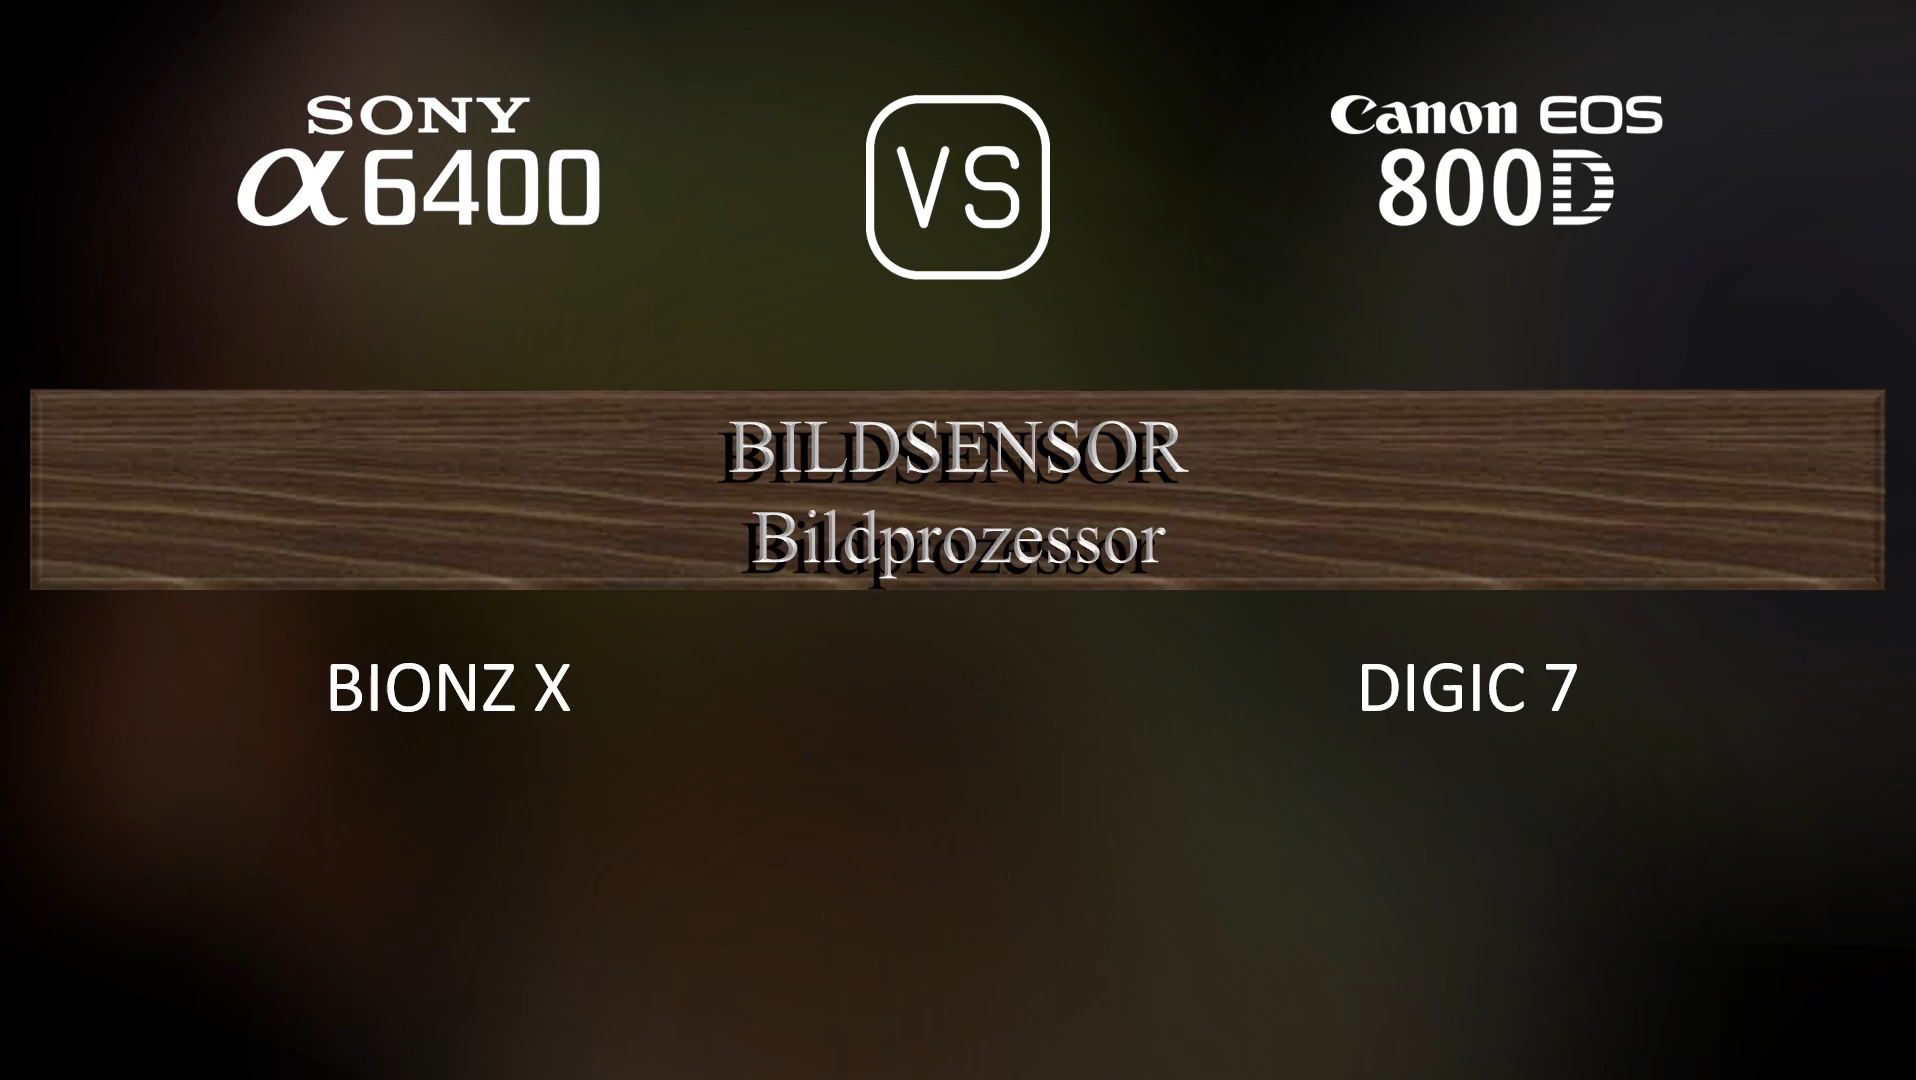 SONY
α6400
VS
Canon EOS
800D
BILDSENSOR
Bildprozessor
BIONZ X
DIGIC 7